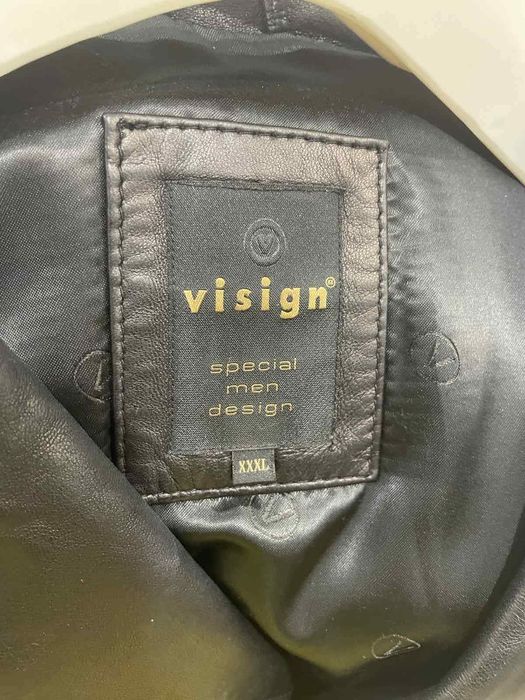 V
visign®
special
men
design
XXXL